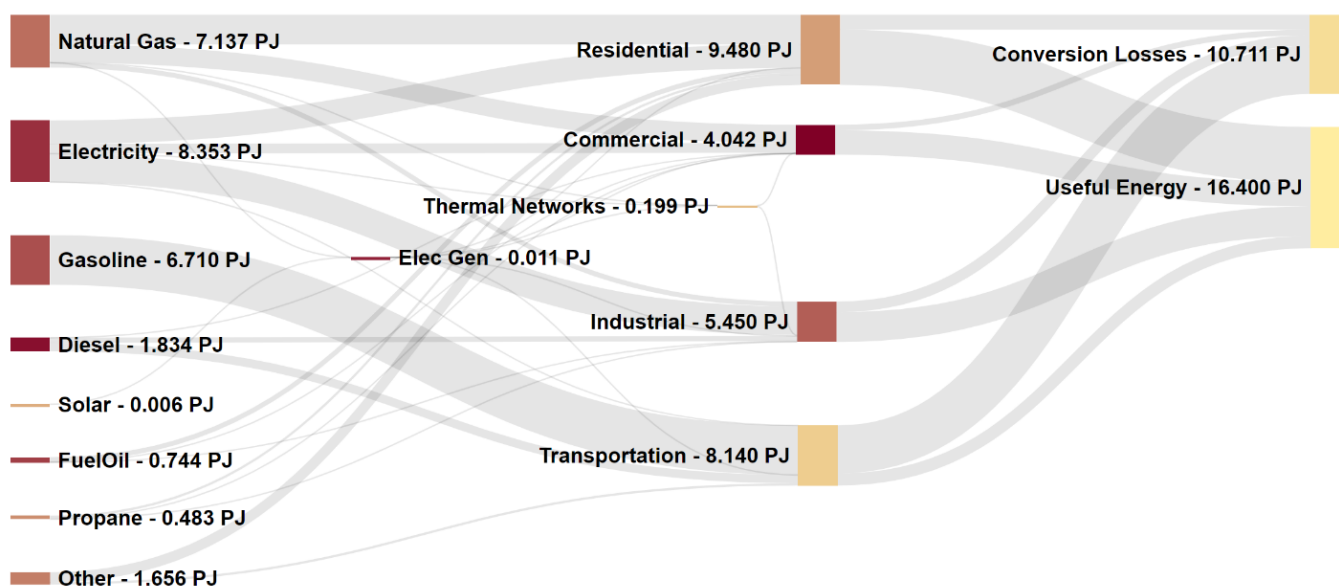 Natural Gas - 7.137 PJ
Electricity - 8.353 PJ
Gasoline - 6.710 PJ
Diesel - 1.834 PJ
Solar - 0.006 PJ
FuelOil - 0.744 PJ
Propane - 0.483 PJ
Other - 1.656 PJ
Elec Gen - 0.011 PJ
Thermal Networks - 0.199 PJ
Residential - 9.480 PJ
Commercial - 4.042 PJ
Industrial - 5.450 PJ
Transportation - 8.140 PJ
Conversion Losses - 10.711 PJ
Useful Energy - 16.400 PJ